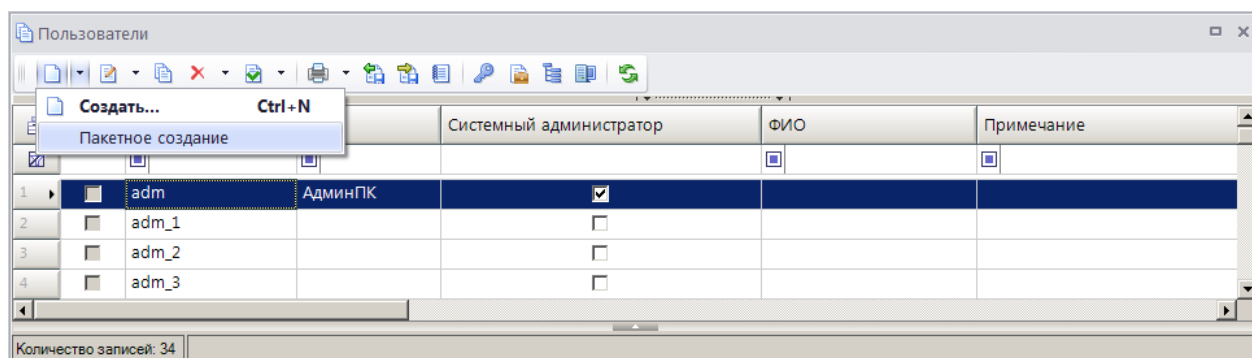 Пользователи
Создать... Ctrl+N
Пакетное создание
Системный администратор ФИО Примечание
1 adm АдминПК
2 adm_1
3 adm_2
4 adm_3
Количество записей: 34